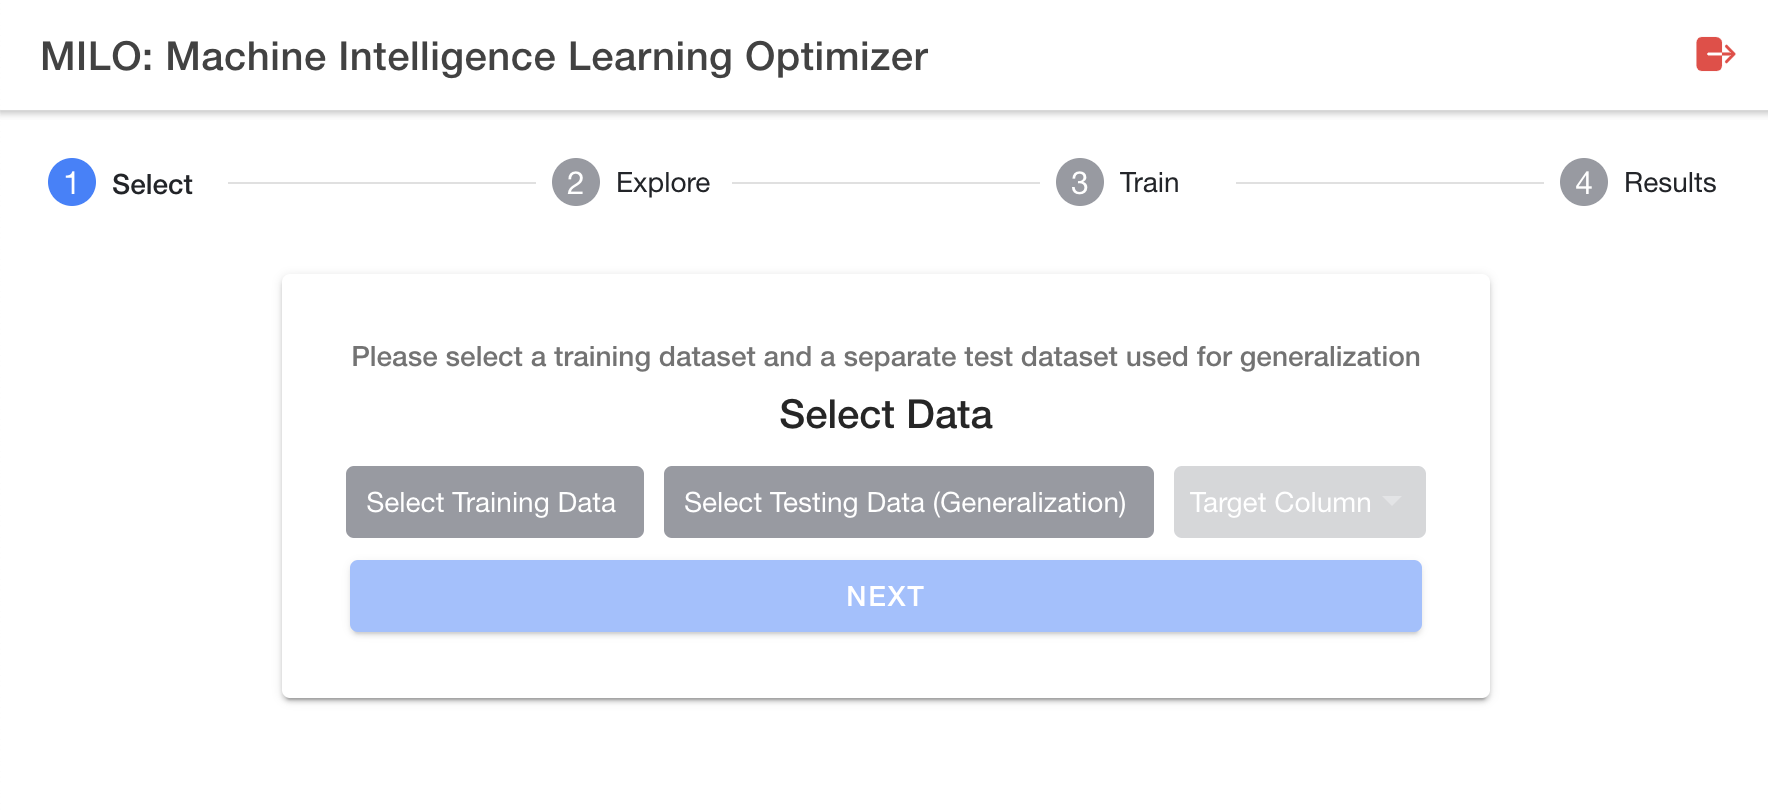 MILO: Machine Intelligence Learning Optimizer
1 Select 2 Explore 3 Train 4 Results
Please select a training dataset and a separate test dataset used for generalization
Select Data
Select Training Data Select Testing Data (Generalization) Target Column
NEXT